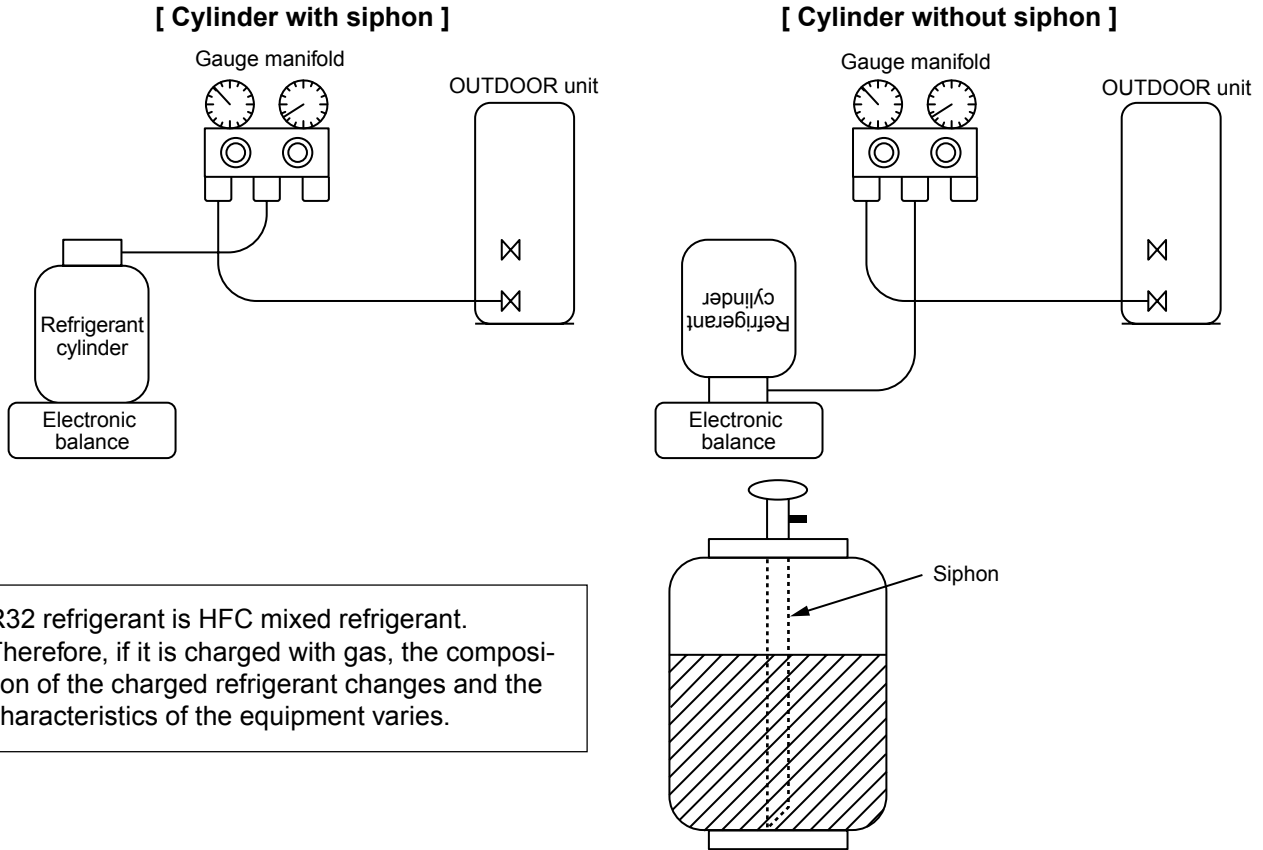 [ Cylinder with siphon ]
Gauge manifold
OUTDOOR unit
Refrigerant
cylinder
Electronic
balance
[ Cylinder without siphon ]
Gauge manifold
OUTDOOR unit
Refrigerant
cylinder
Electronic
balance
Siphon
R32 refrigerant is HFC mixed refrigerant.
Therefore, if it is charged with gas, the composi-
on of the charged refrigerant changes and the
characteristics of the equipment varies.